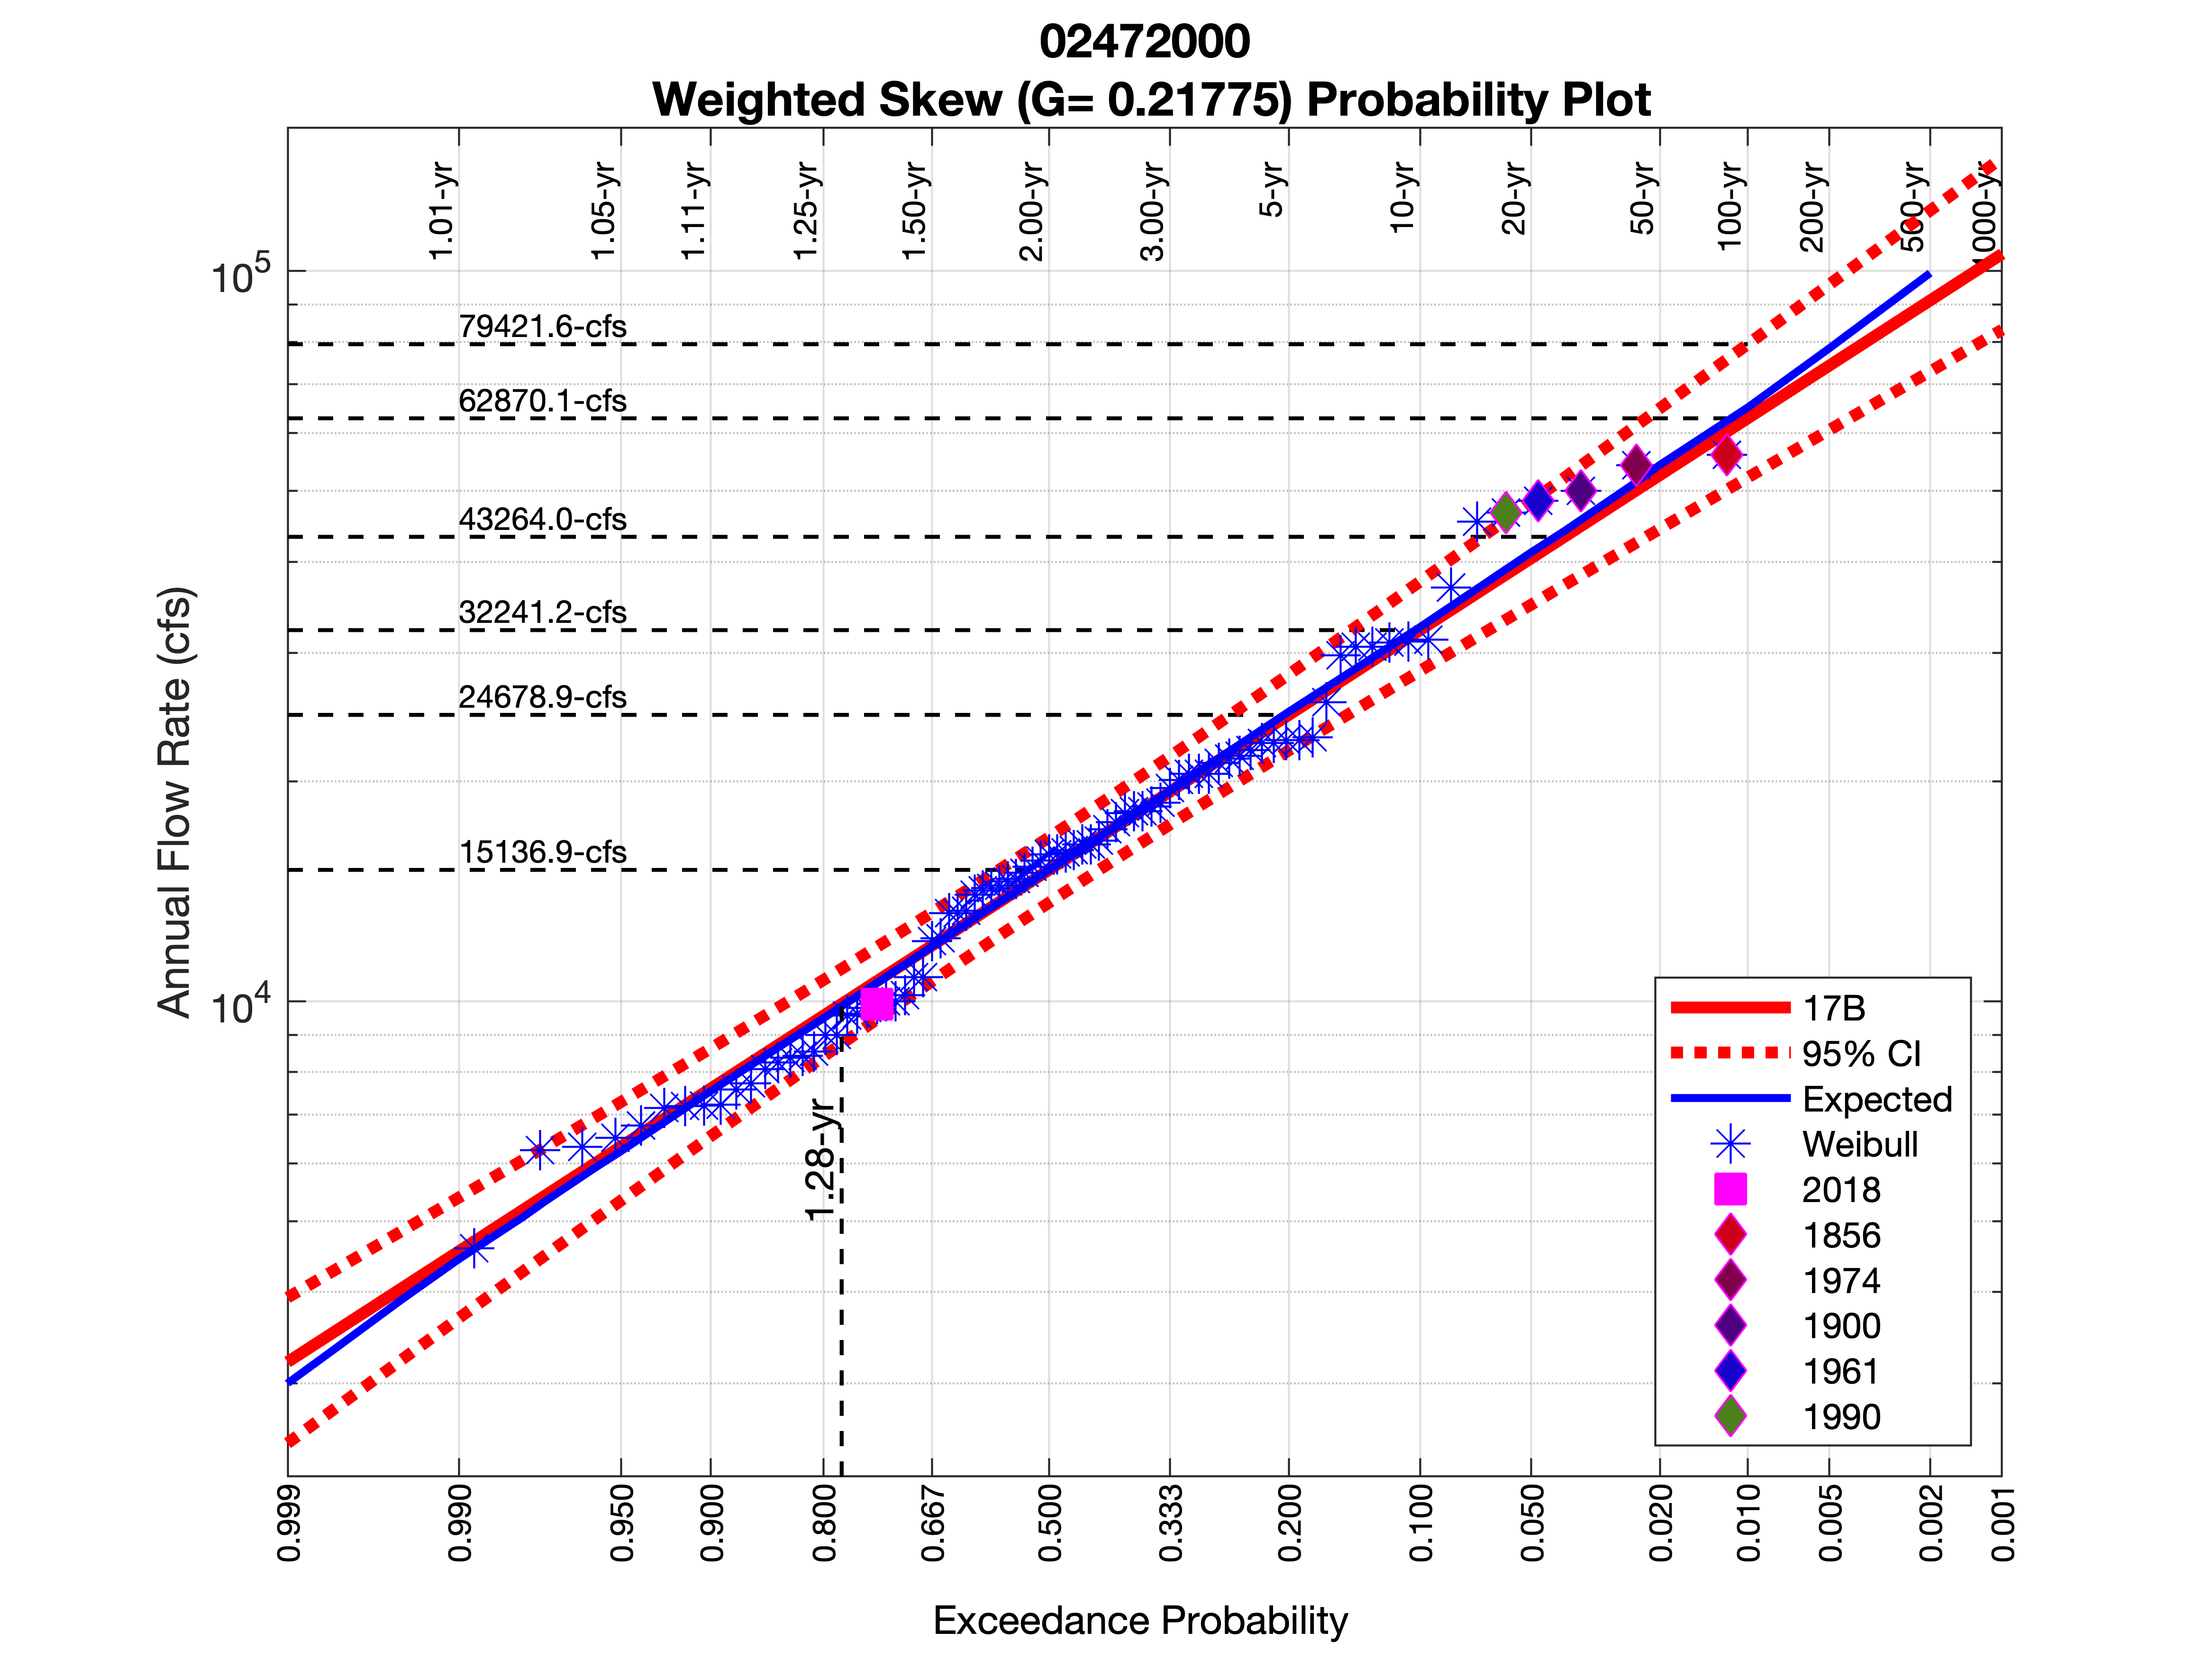 02472000
Weighted Skew (G= 0.21775) Probability Plot
1.01-yr
1.05-yr
1.11-yr
1.25-yr
1.50-yr
2.00-yr
3.00-yr
5-yr
10-yr
20-yr
50-yr
100-yr
200-yr
500-yr
1000-yr
10^5
79421.6-cfs
62870.1-cfs
43264.0-cfs
32241.2-cfs
24678.9-cfs
15136.9-cfs
10^4
Annual Flow Rate (cfs)
1.28-yr
17B
95% CI
Expected
Weibull
2018
1856
1974
1900
1961
1990
0.999
0.990
0.950
0.900
0.800
0.667
0.500
0.333
0.200
0.100
0.050
0.020
0.010
0.005
0.002
0.001
Exceedance Probability